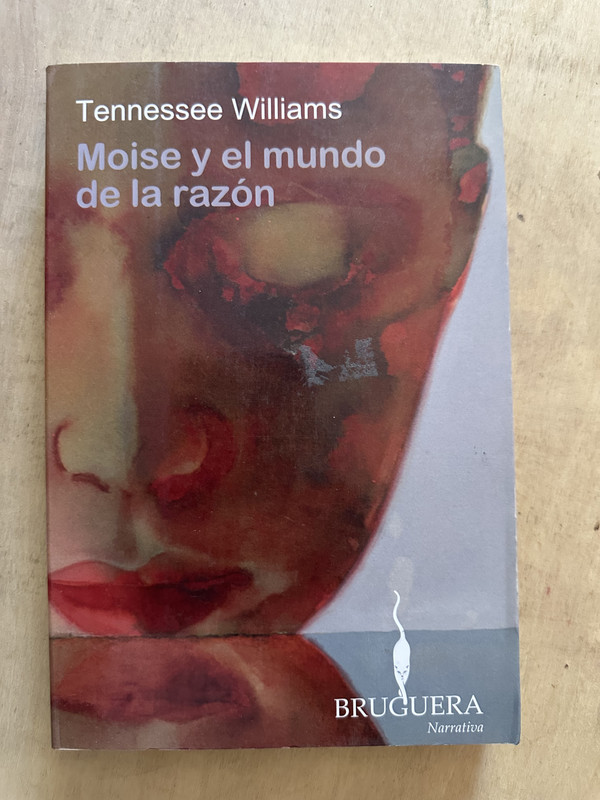 Tennessee Williams
Moise y el mundo
de la razón
BRUGUERA
Narrativa